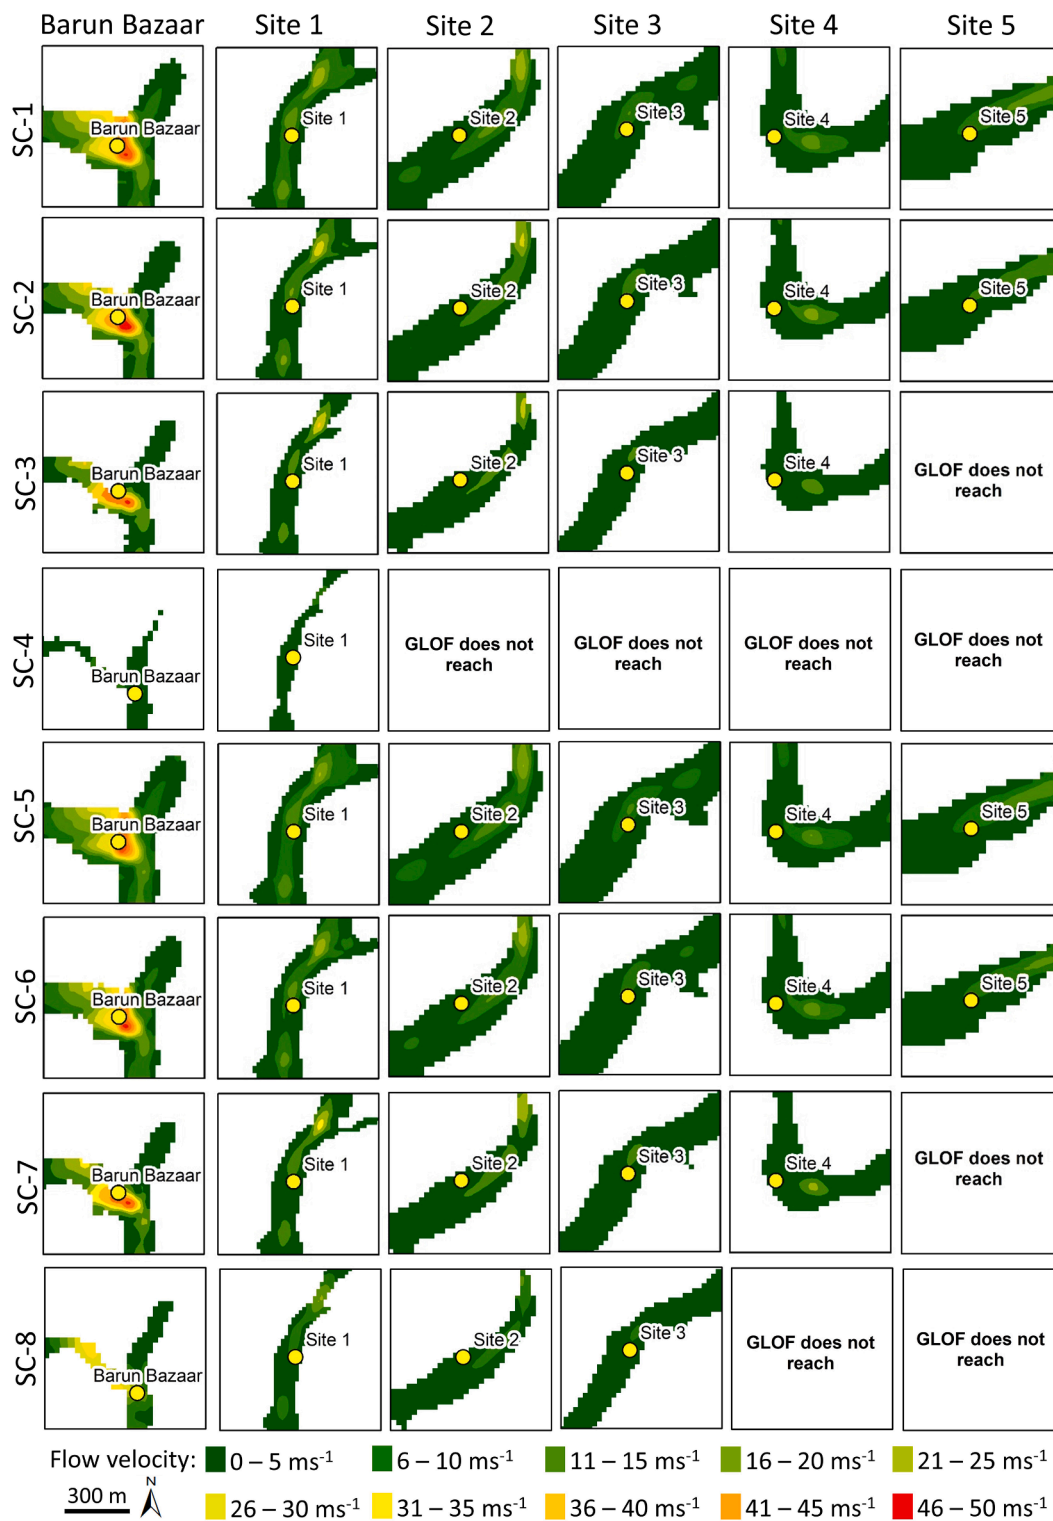 Barun Bazaar Site 1 Site 2 Site 3 Site 4 Site 5
SC-1
Barun Bazaar
Site 1
Site 2
Site 3
Site 4
Site 5
SC-2
Barun Bazaar
Site 1
Site 2
Site 3
Site 4
Site 5
SC-3
Barun Bazaar
Site 1
Site 2
Site 3
Site 4
GLOF does not
reach
SC-4
Barun Bazaar
Site 1
GLOF does not
reach
GLOF does not
reach
GLOF does not
reach
GLOF does not
reach
SC-5
Barun Bazaar
Site 1
Site 2
Site 3
Site 4
Site 5
SC-6
Barun Bazaar
Site 1
Site 2
Site 3
Site 4
Site 5
SC-7
Barun Bazaar
Site 1
Site 2
Site 3
Site 4
GLOF does not
reach
SC-8
Barun Bazaar
Site 1
Site 2
Site 3
GLOF does not
reach
GLOF does not
reach
Flow velocity: 0 – 5 ms⁻¹ 6 – 10 ms⁻¹ 11 – 15 ms⁻¹ 16 – 20 ms⁻¹ 21 – 25 ms⁻¹
300 m N 26 – 30 ms⁻¹ 31 – 35 ms⁻¹ 36 – 40 ms⁻¹ 41 – 45 ms⁻¹ 46 – 50 ms⁻¹